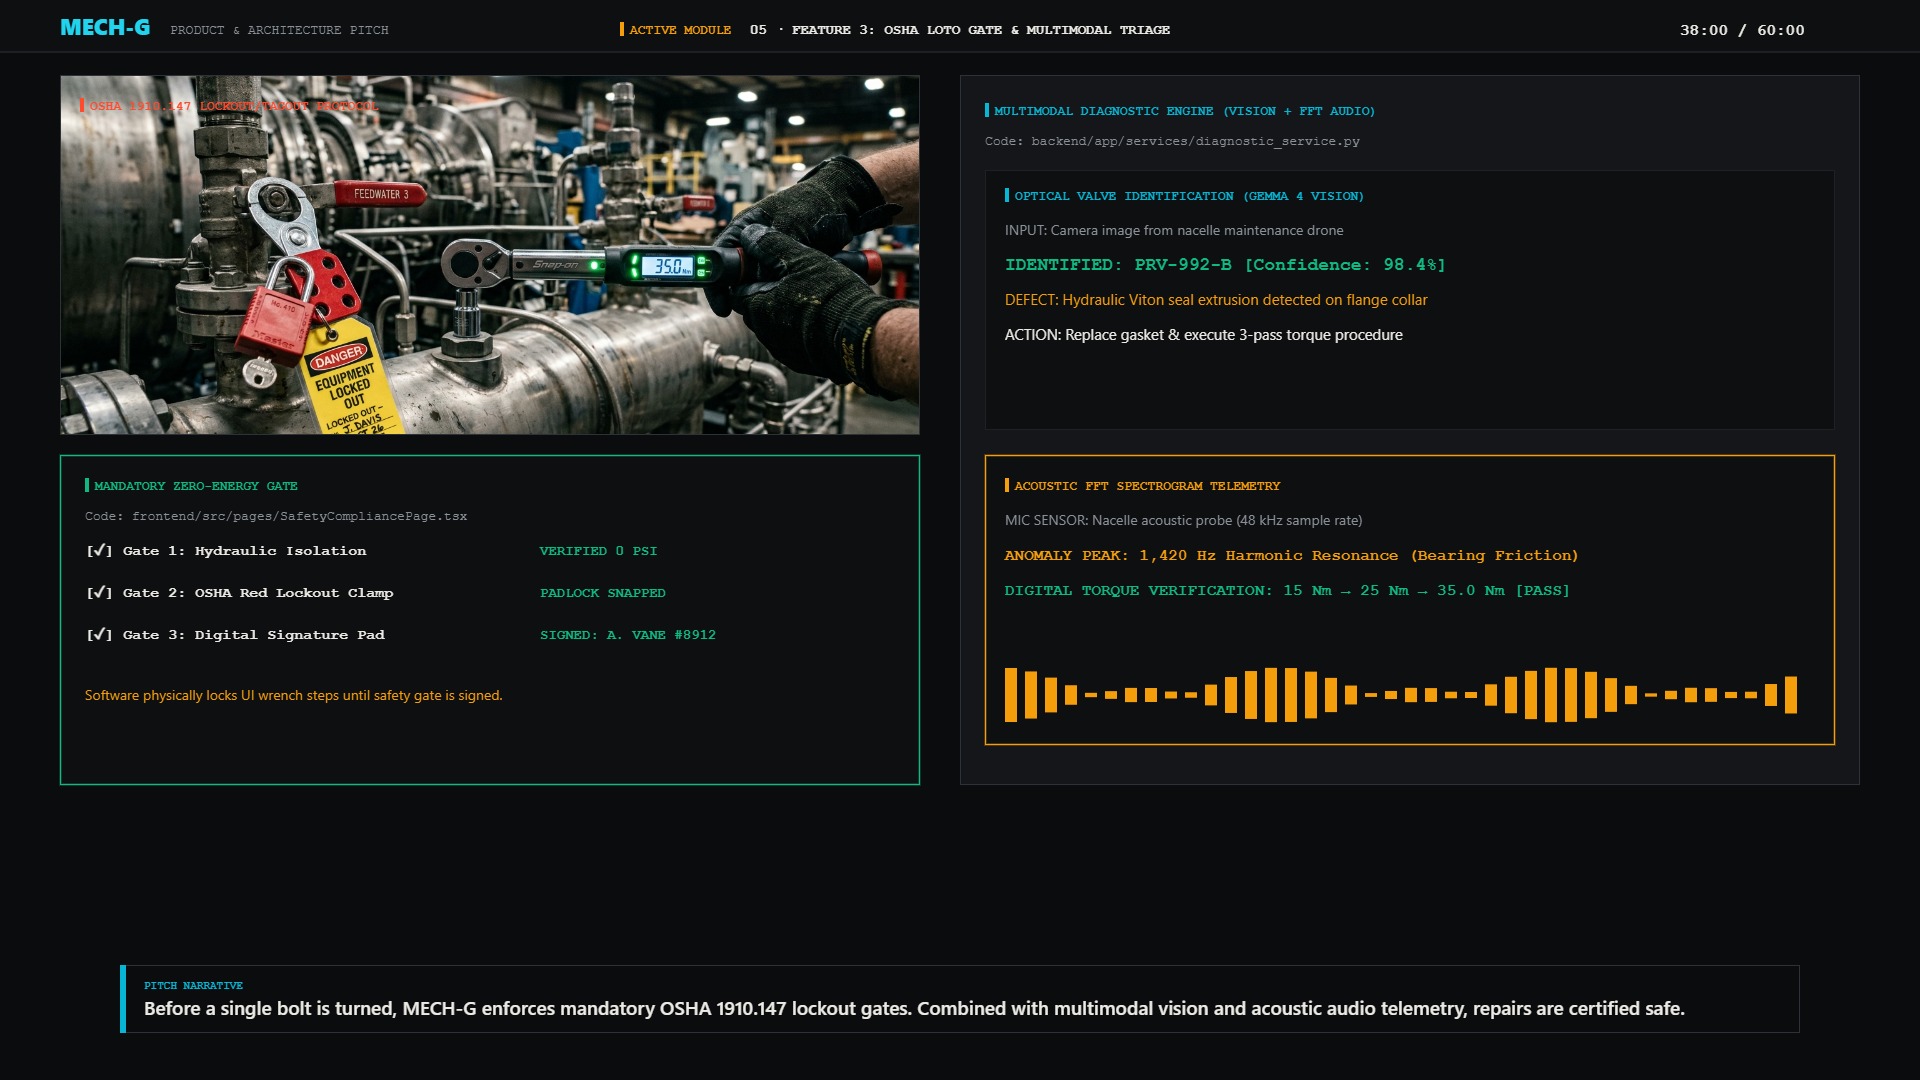 MECH-G PRODUCT & ARCHITECTURE PITCH
ACTIVE MODULE 05 · FEATURE 3: OSHA LOTO GATE & MULTIMODAL TRIAGE
38:00 / 60:00
OSHA 1910.147 LOCKOUT/TAGOUT PROTOCOL
FEEDWATER 3
Snap-on
35.0 Nm
No. 410
Master
DANGER
EQUIPMENT
LOCKED
OUT
LOCKED OUT -
J. DAVIS
26
MANDATORY ZERO-ENERGY GATE
Code: frontend/src/pages/SafetyCompliancePage.tsx
[✓] Gate 1: Hydraulic Isolation VERIFIED 0 PSI
[✓] Gate 2: OSHA Red Lockout Clamp PADLOCK SNAPPED
[✓] Gate 3: Digital Signature Pad SIGNED: A. VANE #8912
Software physically locks UI wrench steps until safety gate is signed.
MULTIMODAL DIAGNOSTIC ENGINE (VISION + FFT AUDIO)
Code: backend/app/services/diagnostic_service.py
OPTICAL VALVE IDENTIFICATION (GEMMA 4 VISION)
INPUT: Camera image from nacelle maintenance drone
IDENTIFIED: PRV-992-B [Confidence: 98.4%]
DEFECT: Hydraulic Viton seal extrusion detected on flange collar
ACTION: Replace gasket & execute 3-pass torque procedure
ACOUSTIC FFT SPECTROGRAM TELEMETRY
MIC SENSOR: Nacelle acoustic probe (48 kHz sample rate)
ANOMALY PEAK: 1,420 Hz Harmonic Resonance (Bearing Friction)
DIGITAL TORQUE VERIFICATION: 15 Nm → 25 Nm → 35.0 Nm [PASS]
PITCH NARRATIVE
Before a single bolt is turned, MECH-G enforces mandatory OSHA 1910.147 lockout gates. Combined with multimodal vision and acoustic audio telemetry, repairs are certified safe.